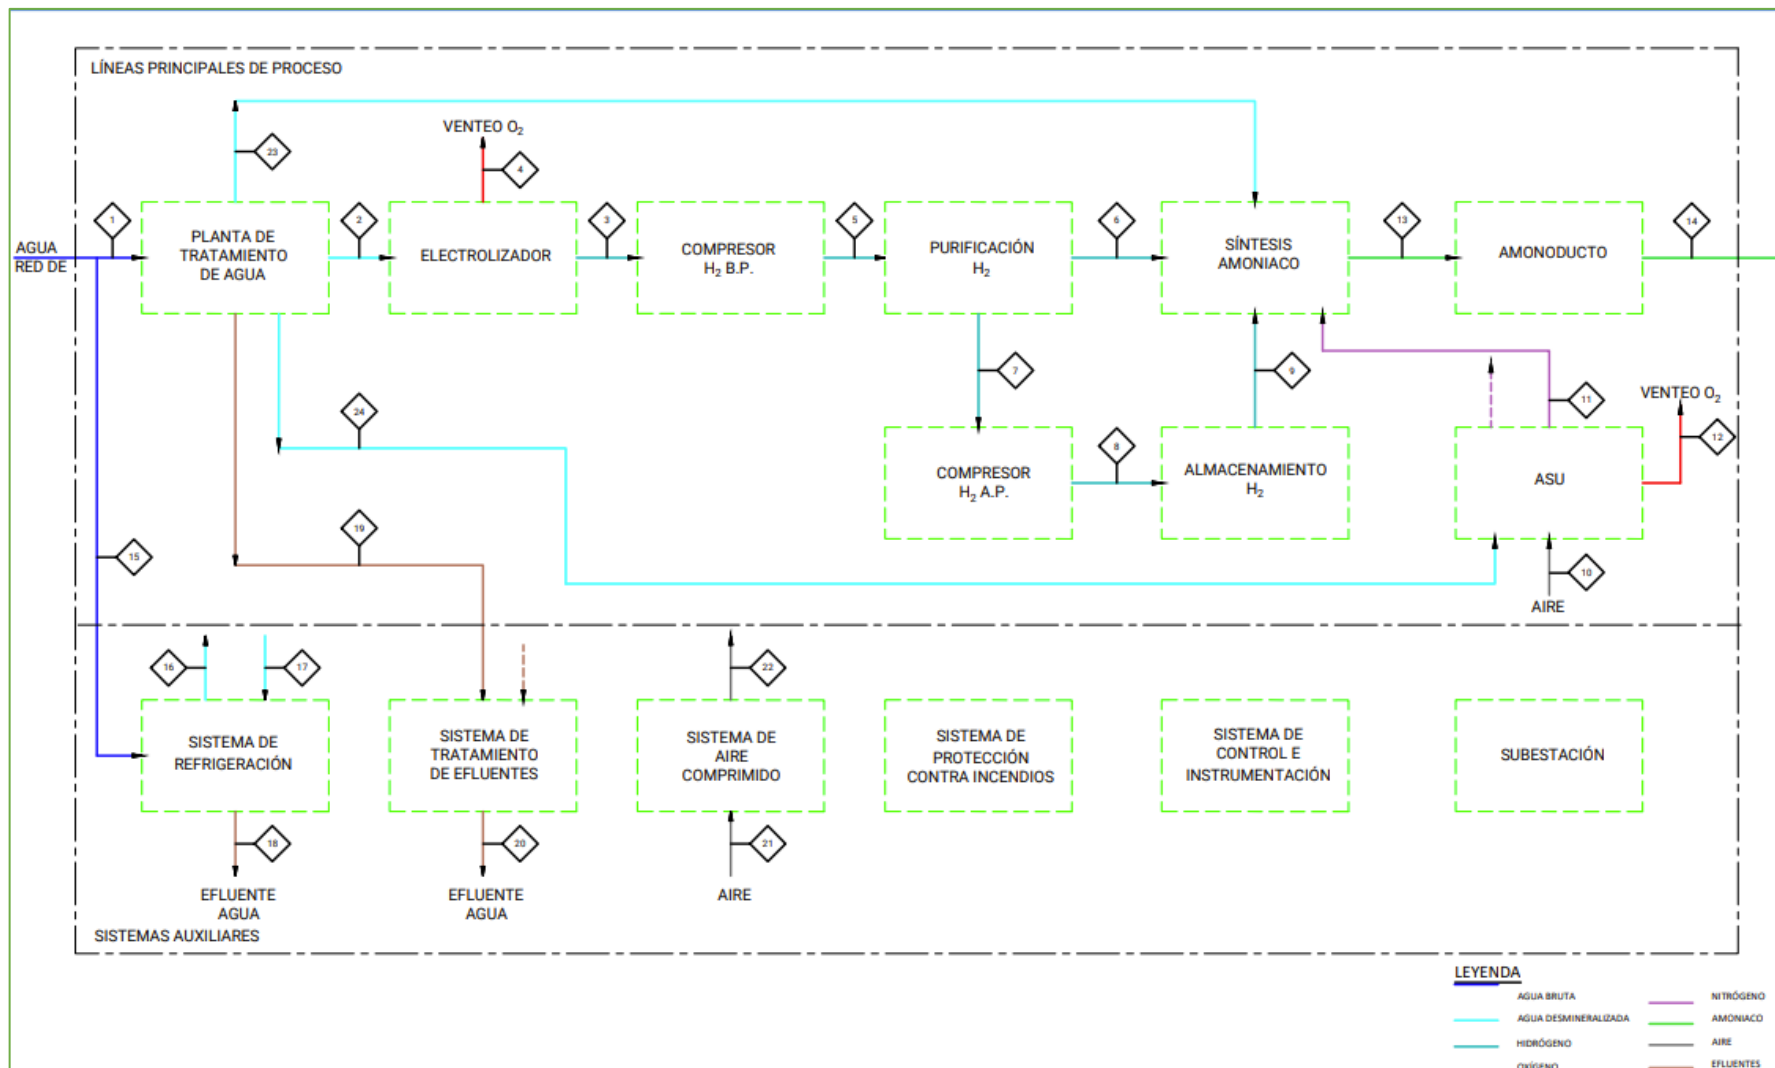 LÍNEAS PRINCIPALES DE PROCESO
VENTEO O₂
23
4
1
2
3
5
6
13
14
AGUA
RED DE
PLANTA DE
TRATAMIENTO
DE AGUA
ELECTROLIZADOR
COMPRESOR
H₂ B.P.
PURIFICACIÓN
H₂
SÍNTESIS
AMONIACO
AMONODUCTO
7
9
11
VENTEO O₂
12
24
COMPRESOR
H₂ A.P.
8
ALMACENAMIENTO
H₂
ASU
19
15
10
AIRE
16
17
22
SISTEMA DE
REFRIGERACIÓN
SISTEMA DE
TRATAMIENTO
DE EFLUENTES
SISTEMA DE
AIRE
COMPRIMIDO
SISTEMA DE
PROTECCIÓN
CONTRA INCENDIOS
SISTEMA DE
CONTROL E
INSTRUMENTACIÓN
SUBESTACIÓN
18
20
21
EFLUENTE
AGUA
EFLUENTE
AGUA
AIRE
SISTEMAS AUXILIARES
LEYENDA
AGUA BRUTA
NITRÓGENO
AGUA DESMINERALIZADA
AMONIACO
HIDRÓGENO
AIRE
OXÍGENO
EFLUENTES